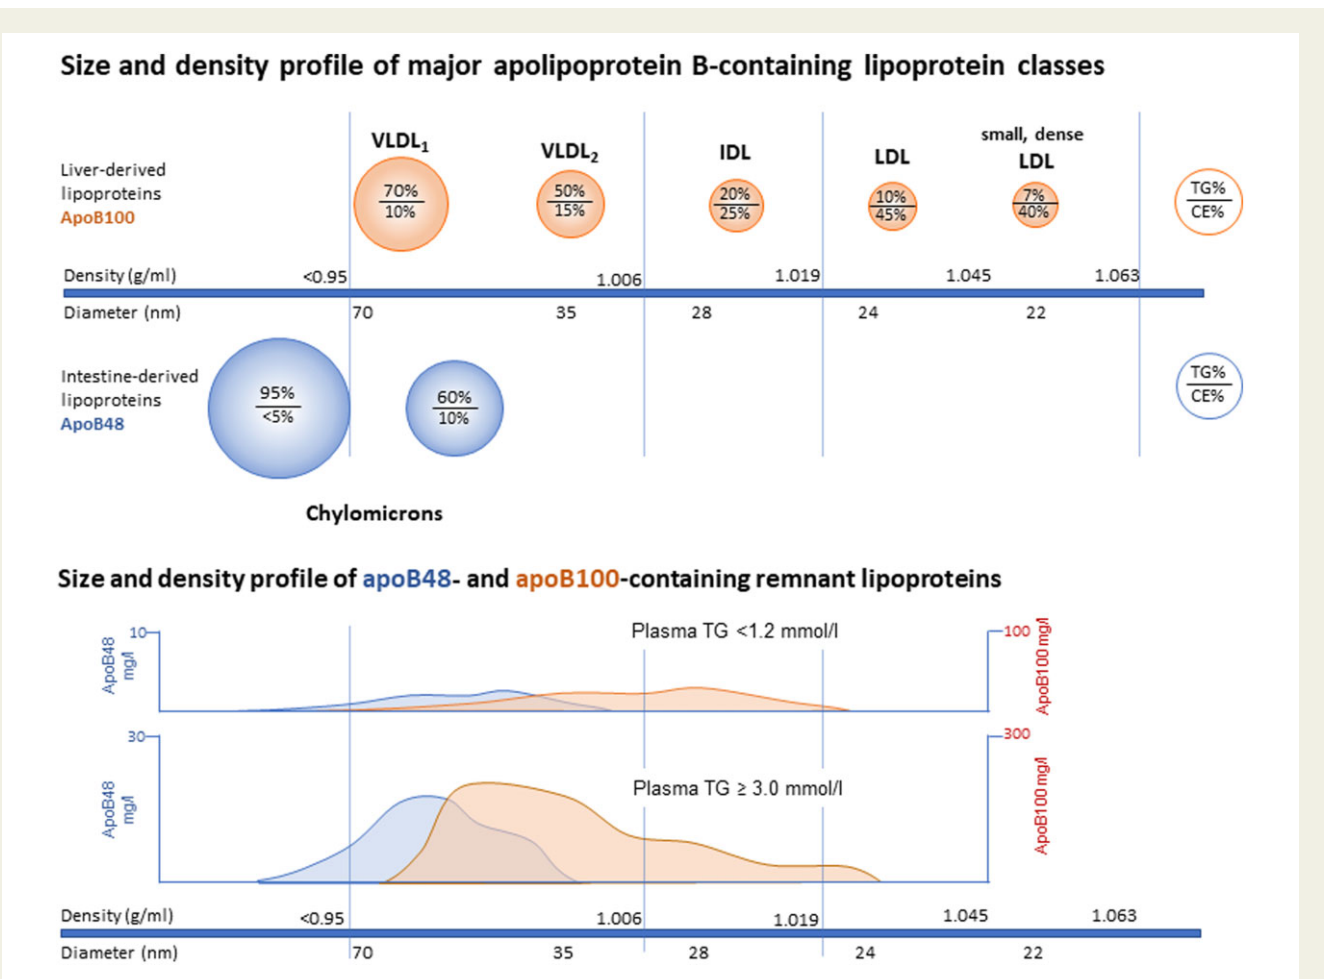 Size and density profile of major apolipoprotein B-containing lipoprotein classes
Liver-derived
lipoproteins
ApoB100
VLDL₁
70%
10%
VLDL₂
50%
15%
IDL
20%
25%
LDL
10%
45%
small, dense
LDL
7%
40%
TG%
CE%
Density (g/ml) <0.95 1.006 1.019 1.045 1.063
Diameter (nm) 70 35 28 24 22
Intestine-derived
lipoproteins
ApoB48
95%
<5%
60%
10%
TG%
CE%
Chylomicrons
Size and density profile of apoB48- and apoB100-containing remnant lipoproteins
ApoB48
mg/l
10
Plasma TG <1.2 mmol/l
100
ApoB100 mg/l
ApoB48
mg/l
30
Plasma TG ≥ 3.0 mmol/l
300
ApoB100 mg/l
Density (g/ml) <0.95 1.006 1.019 1.045 1.063
Diameter (nm) 70 35 28 24 22